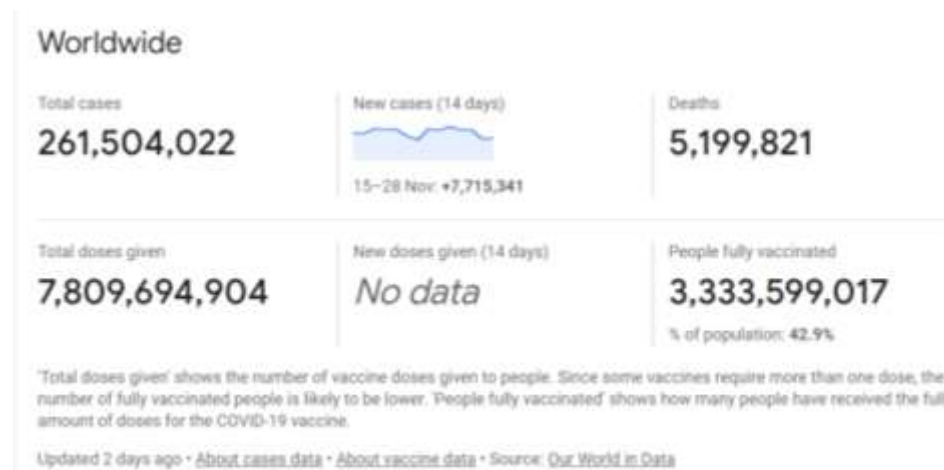 Worldwide
Total cases
261,504,022
New cases (14 days)
15–28 Nov: +7,715,341
Deaths
5,199,821
Total doses given
7,809,694,904
New doses given (14 days)
No data
People fully vaccinated
3,333,599,017
% of population: 42.9%
'Total doses given' shows the number of vaccine doses given to people. Since some vaccines require more than one dose, the
number of fully vaccinated people is likely to be lower. 'People fully vaccinated' shows how many people have received the full
amount of doses for the COVID-19 vaccine.
Updated 2 days ago • About cases data • About vaccine data • Source: Our World in Data